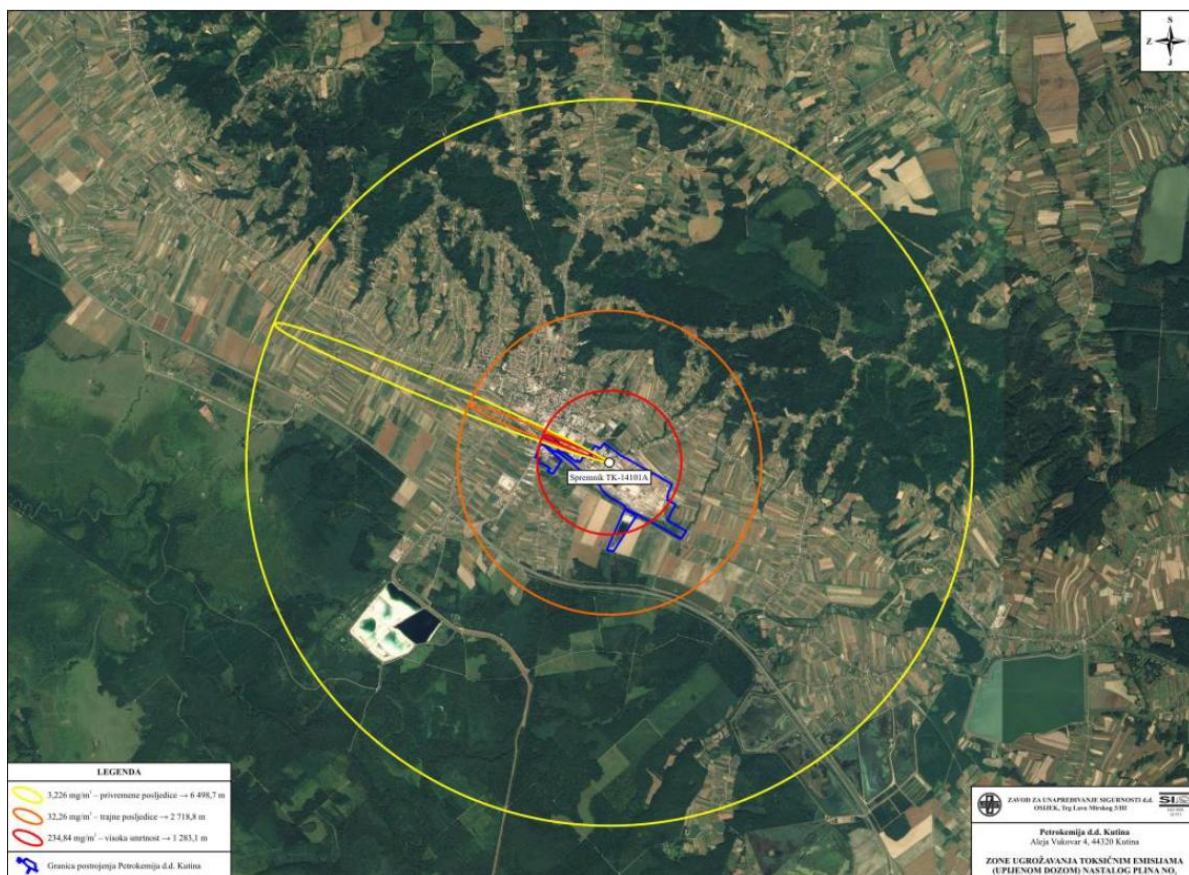 S
Z
J
Spremnik TK-14101A
LEGENDA
3,226 mg/m³ – privremene posljedice → 6 498,7 m
32,26 mg/m³ – trajne posljedice → 2 718,8 m
234,84 mg/m³ – visoka smrtnost → 1 283,1 m
Granica postrojenja Petrokemija d.d. Kutina
ZAVOD ZA UNAPREĐIVANJE SIGURNOSTI d.d.
OSIJEK, Trg Lava Mirskog 3/III
Petrokemija d.d. Kutina
Aleja Vukovar 4, 44320 Kutina
ZONE UGROŽAVANJA TOKSIČNIM EMISIJAMA
(UPIJENOM DOZOM) NASTALOG PLINA NO,